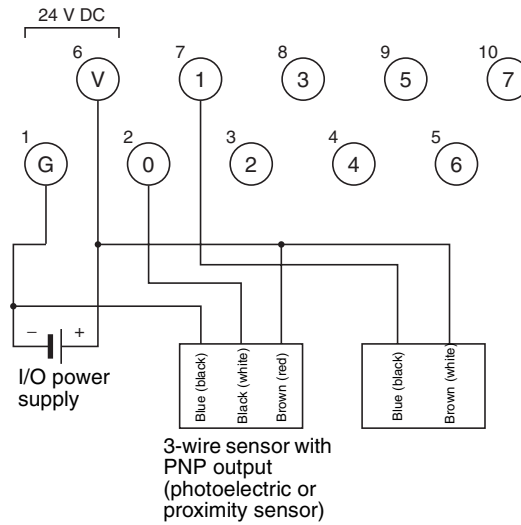 24 V DC
6 7 8 9 10
V 1 3 5 7
1 2 3 4 5
G 0 2 4 6
− +
I/O power
supply
Blue (black)
Black (white)
Brown (red)
Blue (black)
Brown (white)
3-wire sensor with
PNP output
(photoelectric or
proximity sensor)